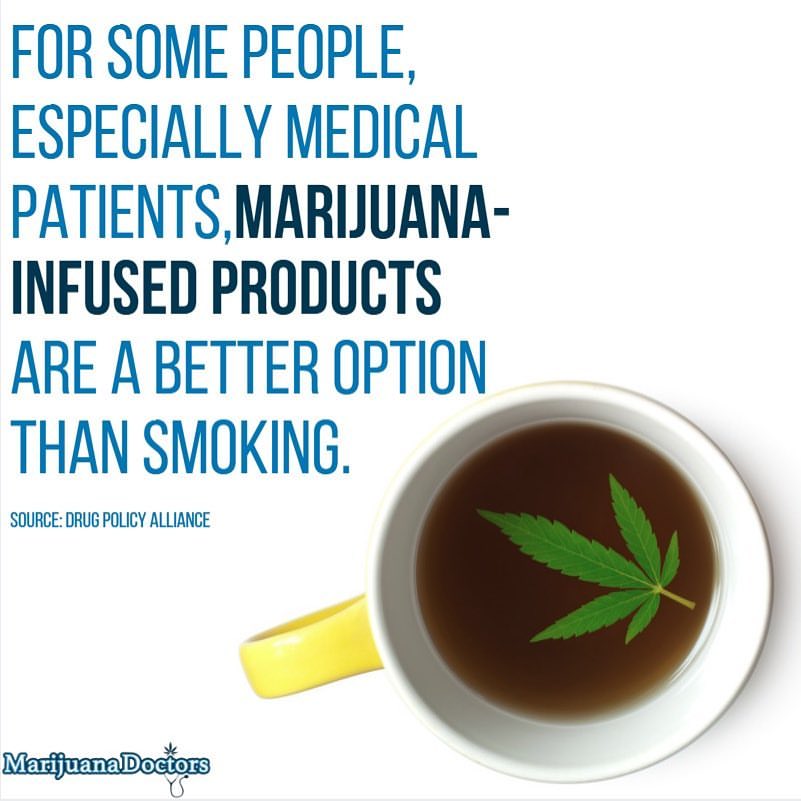 FOR SOME PEOPLE,
ESPECIALLY MEDICAL
PATIENTS,MARIJUANA-
INFUSED PRODUCTS
ARE A BETTER OPTION
THAN SMOKING.
SOURCE: DRUG POLICY ALLIANCE
MarijuanaDoctors